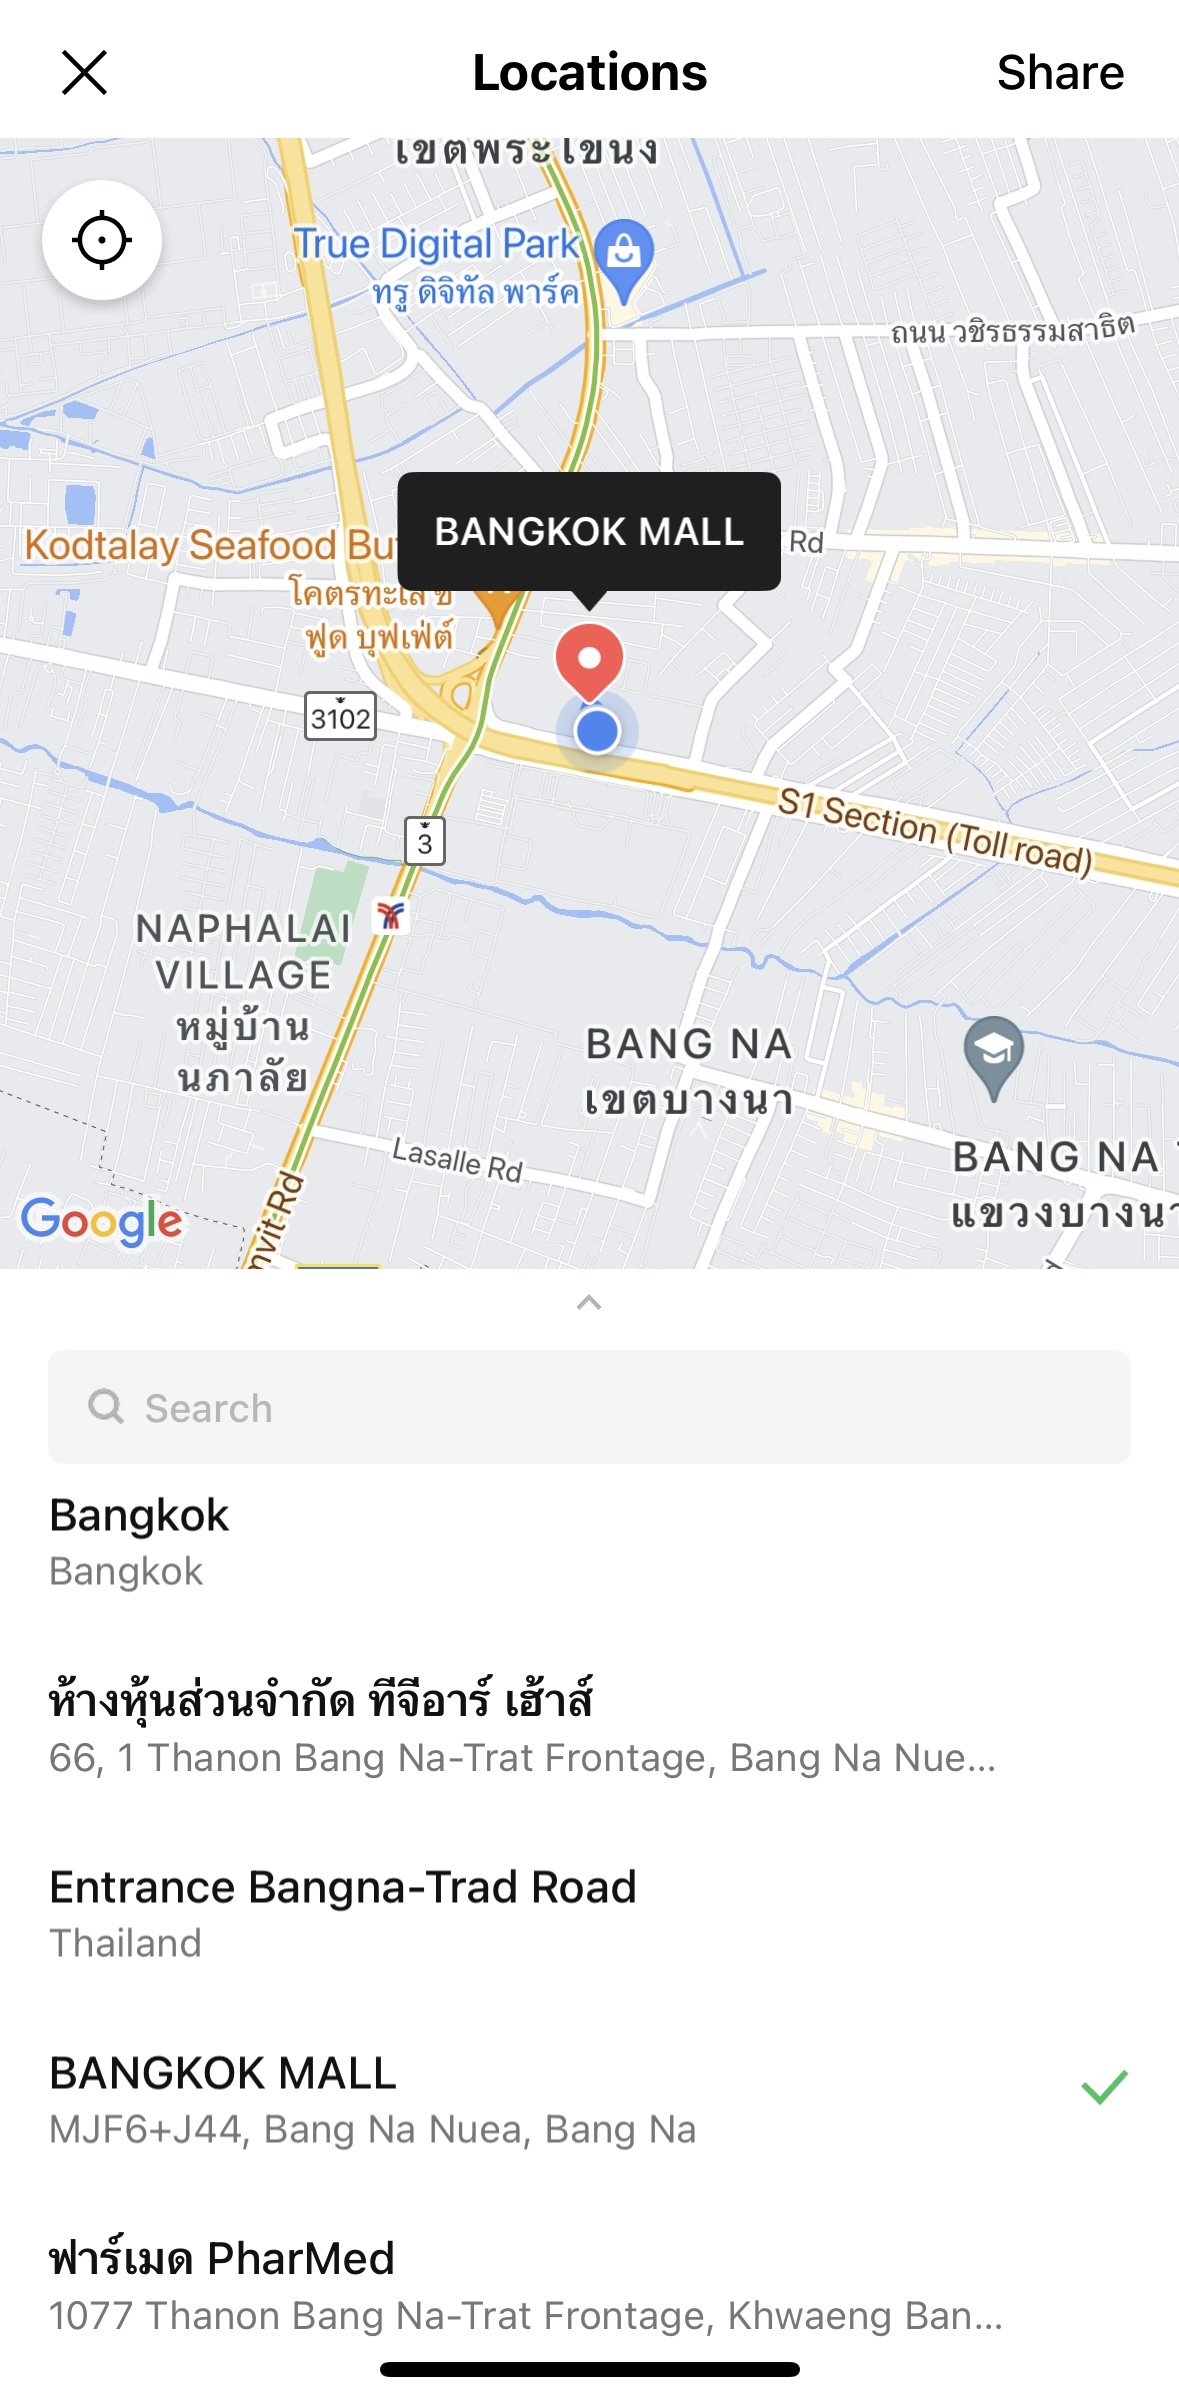 Locations
Share
เขตพระโขนง
True Digital Park
ทรู ดิจิทัล พาร์ค
ถนน วชิรธรรมสาธิต
BANGKOK MALL
Rd
Kodtalay Seafood Buf
โคตรทะเล ซี
ฟูด บุฟเฟ่ต์
3102
S1 Section (Toll road)
3
NAPHALAI
VILLAGE
หมู่บ้าน
นภาลัย
BANG NA
เขตบางนา
BANG NA
แขวงบางนา
Lasalle Rd
mvit Rd
Google
Search
Bangkok
Bangkok
ห้างหุ้นส่วนจำกัด ทีจีอาร์ เฮ้าส์
66, 1 Thanon Bang Na-Trat Frontage, Bang Na Nue...
Entrance Bangna-Trad Road
Thailand
BANGKOK MALL
MJF6+J44, Bang Na Nuea, Bang Na
ฟาร์เมด PharMed
1077 Thanon Bang Na-Trat Frontage, Khwaeng Ban...